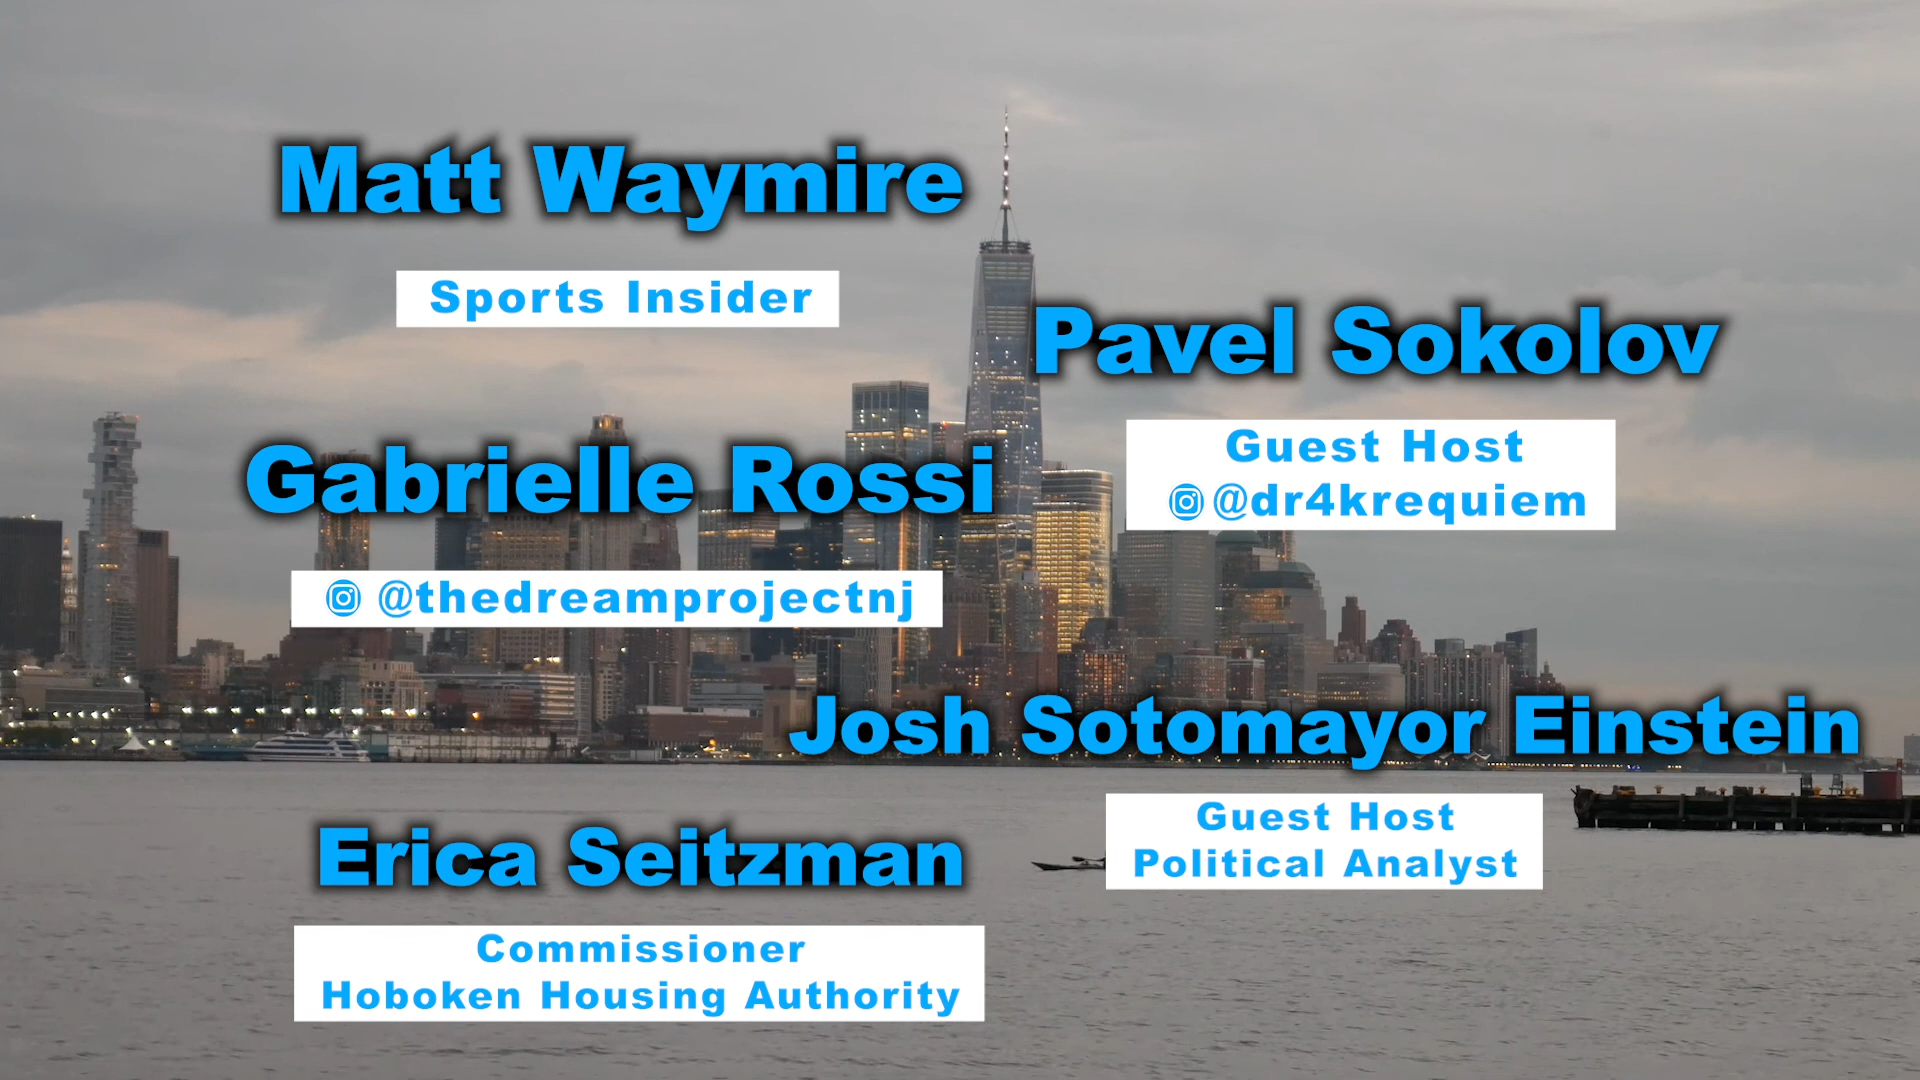 Matt Waymire
Sports Insider
Pavel Sokolov
Guest Host
@dr4krequiem
Gabrielle Rossi
@thedreamprojectnj
Josh Sotomayor Einstein
Guest Host
Political Analyst
Erica Seitzman
Commissioner
Hoboken Housing Authority